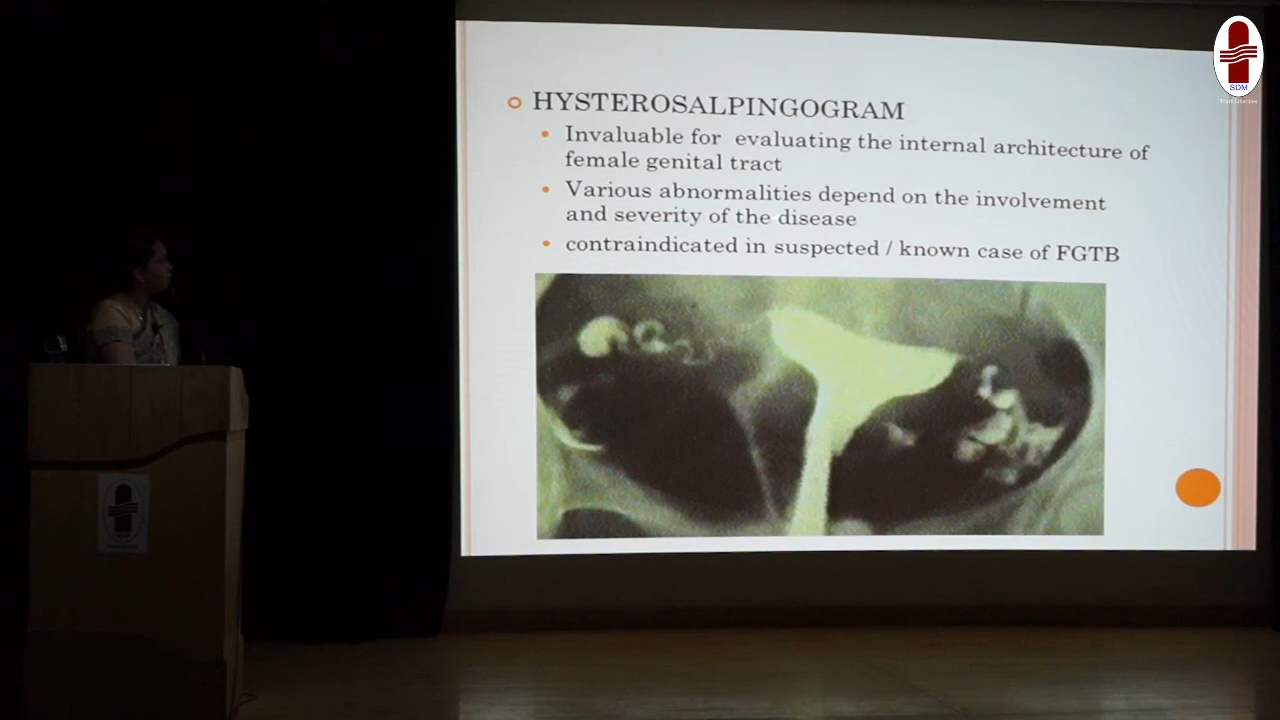 HYSTEROSALPINGOGRAM
Invaluable for evaluating the internal architecture of
female genital tract
Various abnormalities depend on the involvement
and severity of the disease
contraindicated in suspected / known case of FGTB
SDM